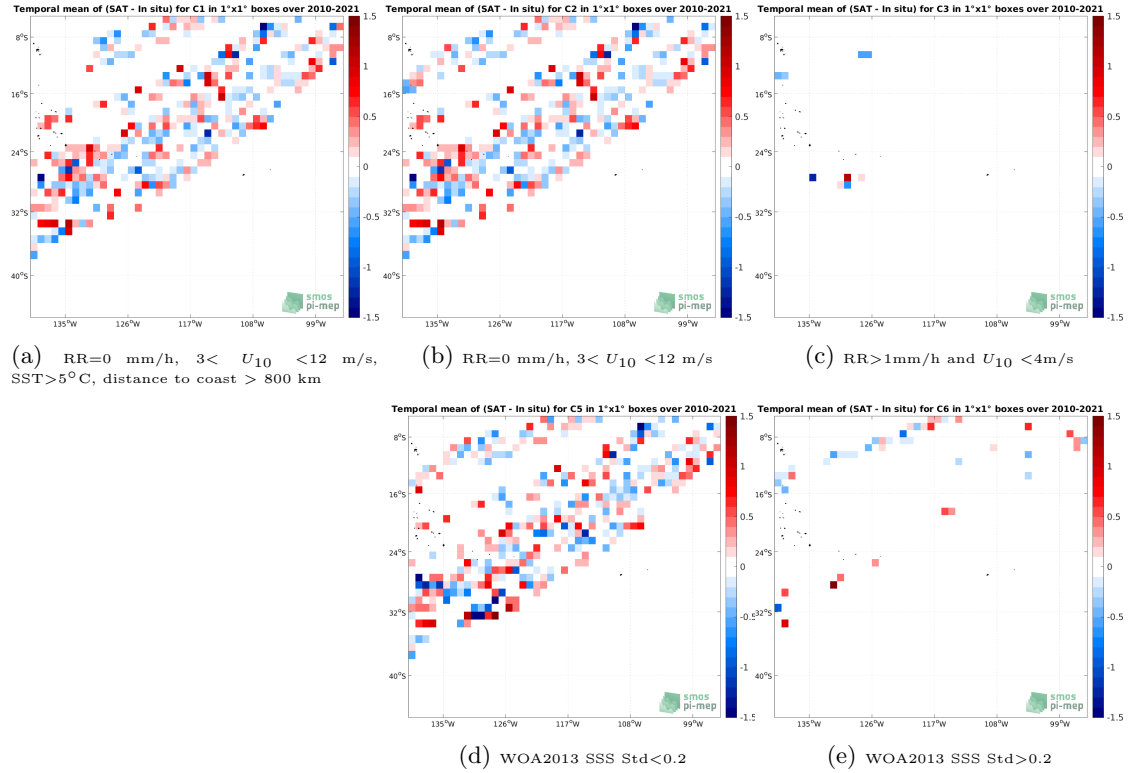 Temporal mean of (SAT - In situ) for C1 in 1°x1° boxes over 2010-2021
8°S
16°S
24°S
32°S
40°S
135°W
126°W
117°W
108°W
99°W
1.5
1
0.5
0
-0.5
-1
-1.5
smos
pi-mep
(a) RR=0 mm/h, 3< U10 <12 m/s,
SST>5°C, distance to coast > 800 km
Temporal mean of (SAT - In situ) for C2 in 1°x1° boxes over 2010-2021
8°S
16°S
24°S
32°S
40°S
135°W
126°W
117°W
108°W
99°W
1.5
1
0.5
0
-0.5
-1
-1.5
smos
pi-mep
(b) RR=0 mm/h, 3< U10 <12 m/s
Temporal mean of (SAT - In situ) for C3 in 1°x1° boxes over 2010-2021
8°S
16°S
24°S
32°S
40°S
135°W
126°W
117°W
108°W
99°W
1.5
1
0.5
0
-0.5
-1
-1.5
smos
pi-mep
(c) RR>1mm/h and U10 <4m/s
Temporal mean of (SAT - In situ) for C5 in 1°x1° boxes over 2010-2021
8°S
16°S
24°S
32°S
40°S
135°W
126°W
117°W
108°W
99°W
1.5
1
0.5
0
-0.5
-1
-1.5
smos
pi-mep
(d) WOA2013 SSS Std<0.2
Temporal mean of (SAT - In situ) for C6 in 1°x1° boxes over 2010-2021
8°S
16°S
24°S
32°S
40°S
135°W
126°W
117°W
108°W
99°W
1.5
1
0.5
0
-0.5
-1
-1.5
smos
pi-mep
(e) WOA2013 SSS Std>0.2